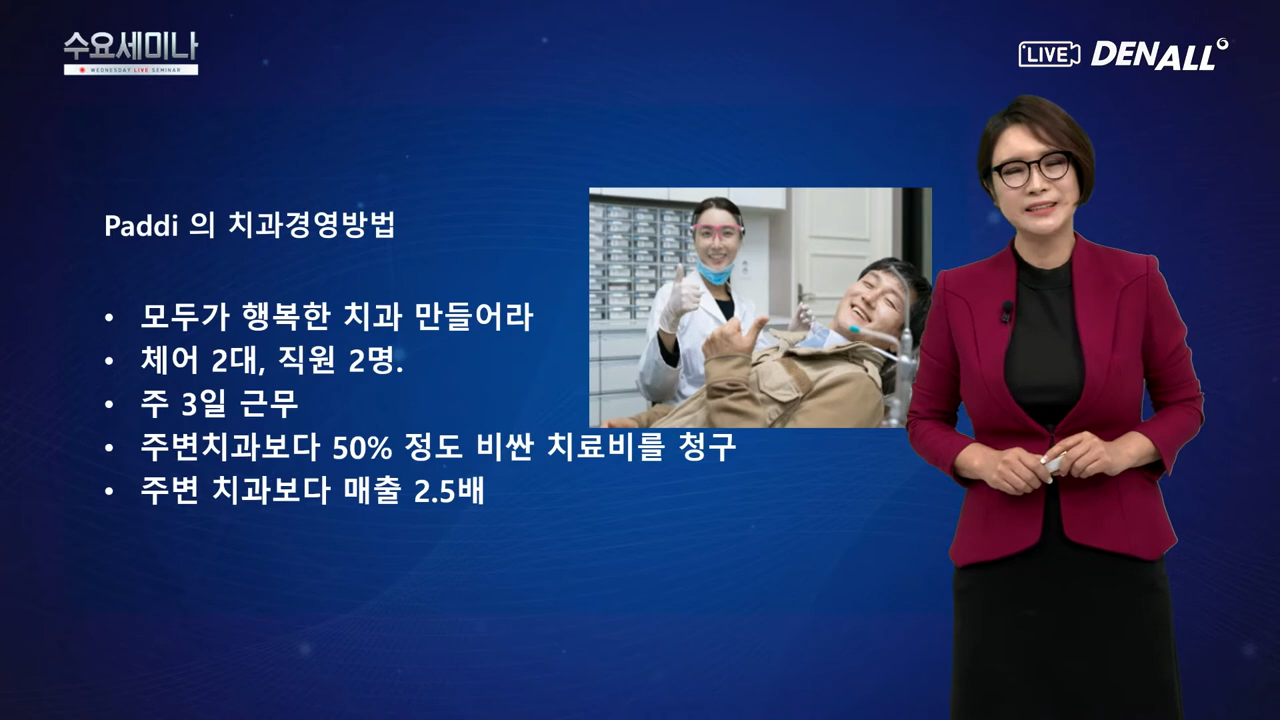 수요세미나
WEDNESDAY LIVE SEMINAR
LIVE
DENALL
Paddi 의 치과경영방법
• 모두가 행복한 치과 만들어라
• 체어 2대, 직원 2명.
• 주 3일 근무
• 주변치과보다 50% 정도 비싼 치료비를 청구
• 주변 치과보다 매출 2.5배